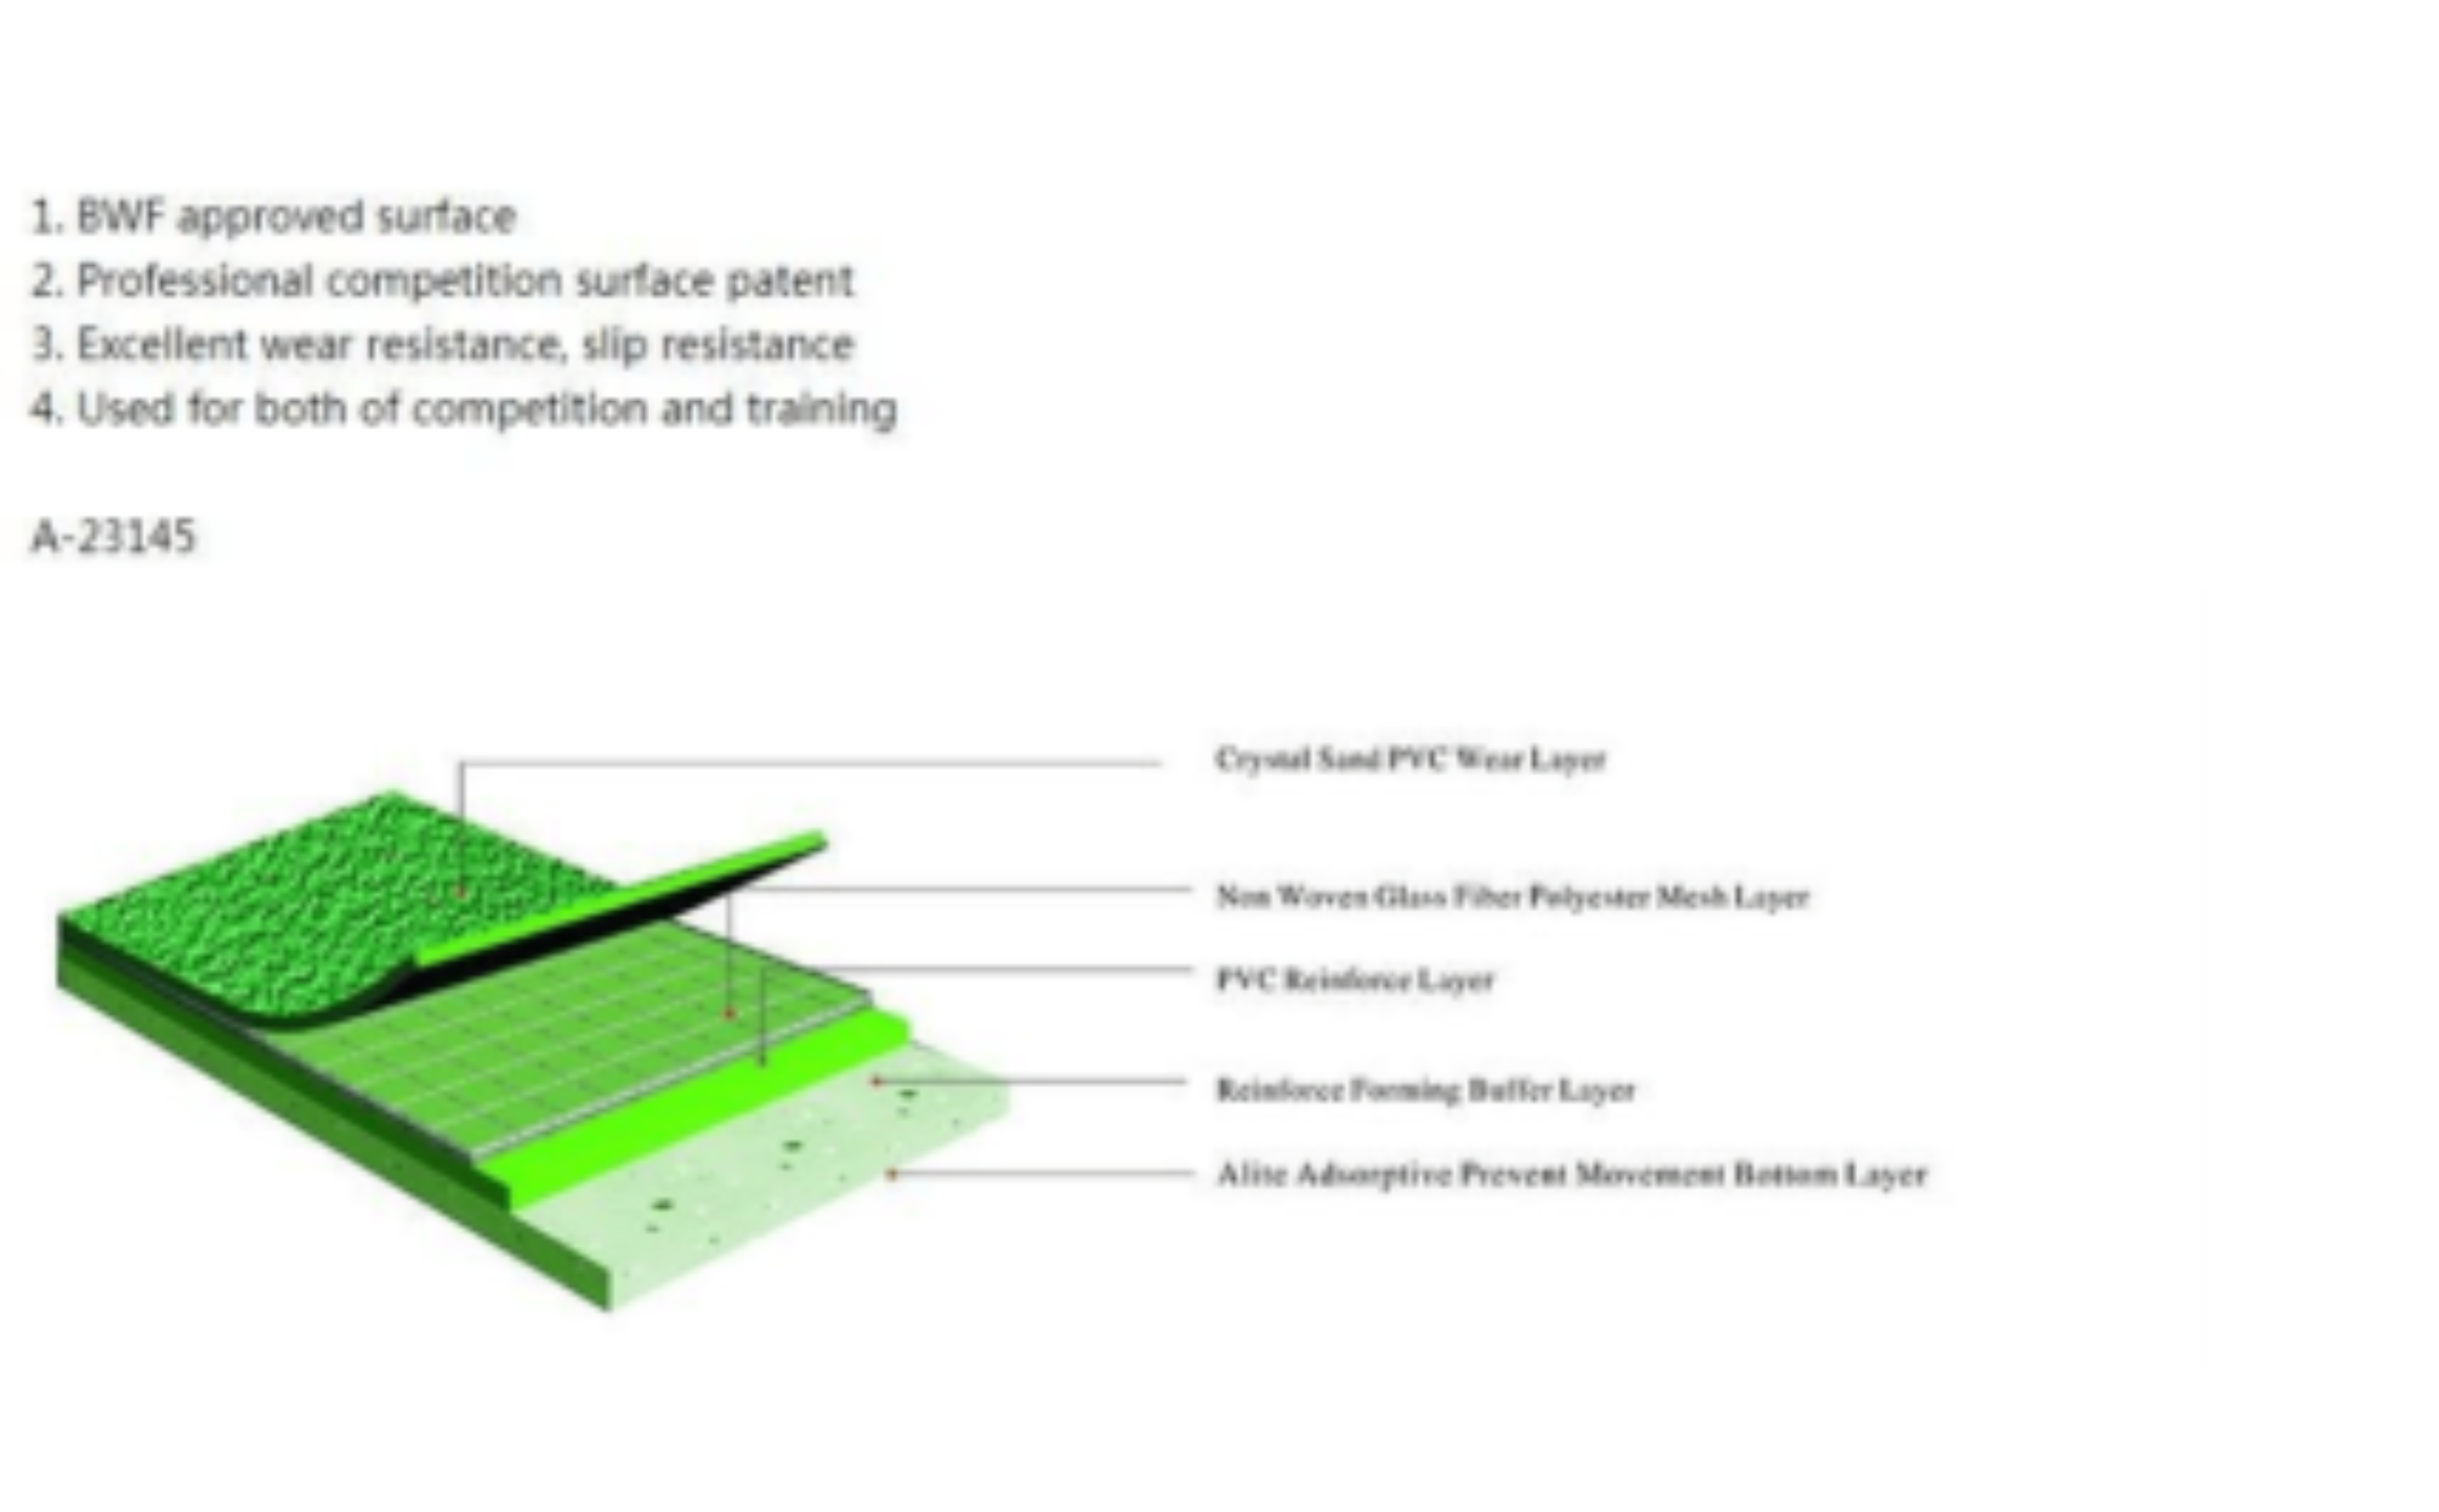 1. BWF approved surface
2. Professional competition surface patent
3. Excellent wear resistance, slip resistance
4. Used for both of competition and training
A-23145
Crystal Sand PVC Wear Layer
Non Woven Glass Fiber Polyester Mesh Layer
PVC Reinforce Layer
Reinforce Forming Buffer Layer
Alite Adsorptive Prevent Movement Bottom Layer